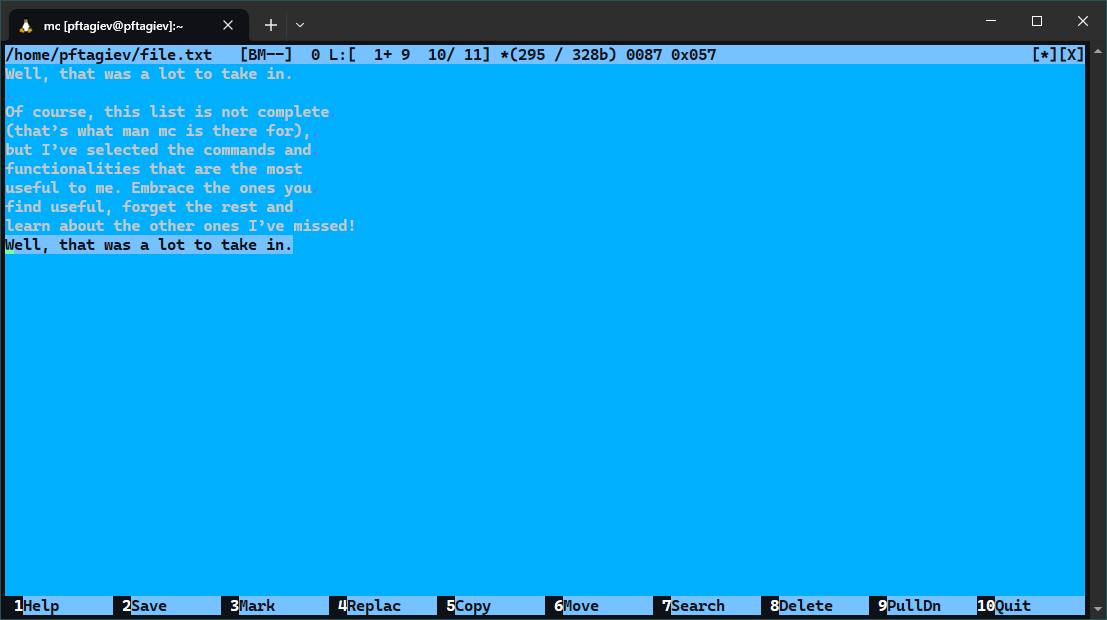 mc [pftagiev@pftagiev]:~
/home/pftagiev/file.txt   [BM--]  0 L:[  1+ 9  10/ 11] *(295 / 328b) 0087 0x057 [*][X]
Well, that was a lot to take in.
Of course, this list is not complete
(that’s what man mc is there for),
but I’ve selected the commands and
functionalities that are the most
useful to me. Embrace the ones you
find useful, forget the rest and
learn about the other ones I’ve missed!
Well, that was a lot to take in.
1Help 2Save 3Mark 4Replac 5Copy 6Move 7Search 8Delete 9PullDn 10Quit